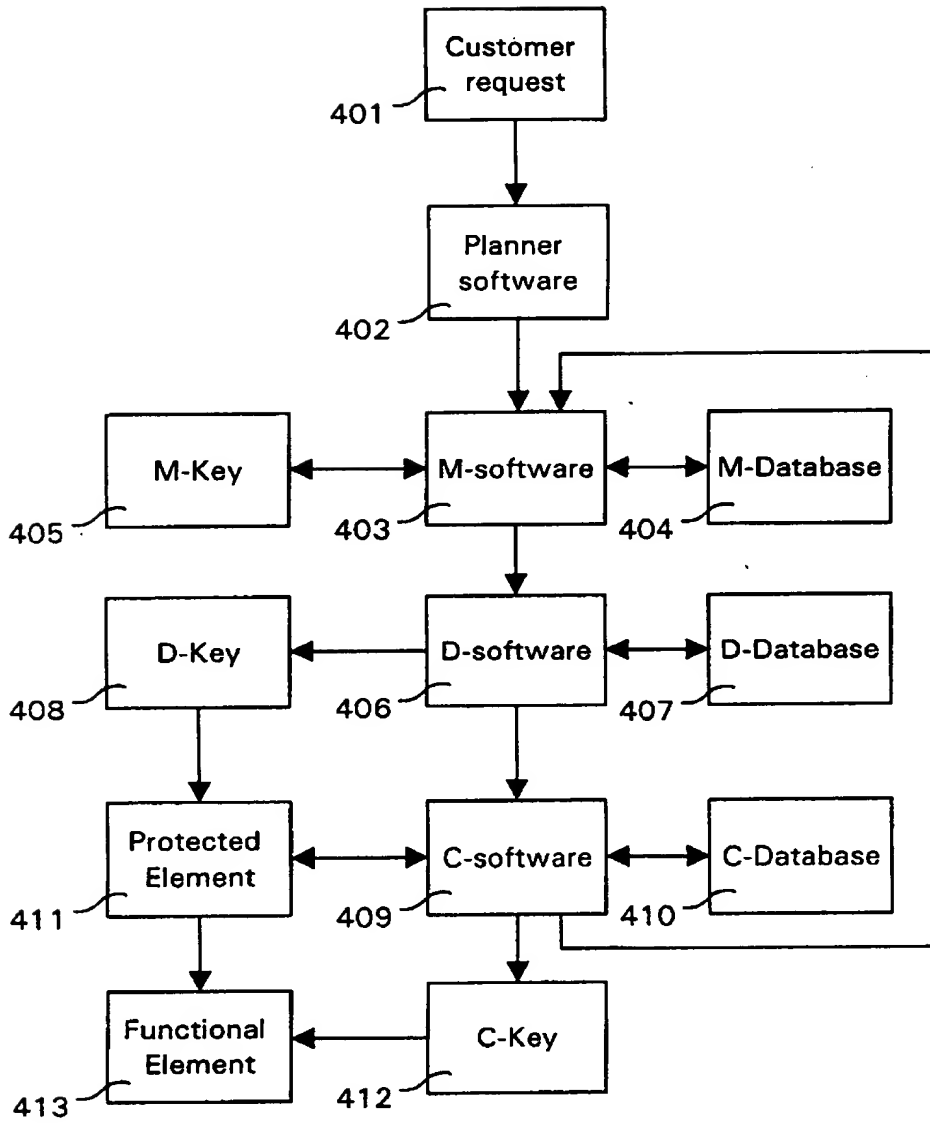 Customer
request
401
Planner
software
402
M-Key
405
M-software
403
M-Database
404
D-Key
408
D-software
406
D-Database
407
Protected
Element
411
C-software
409
C-Database
410
Functional
Element
413
C-Key
412